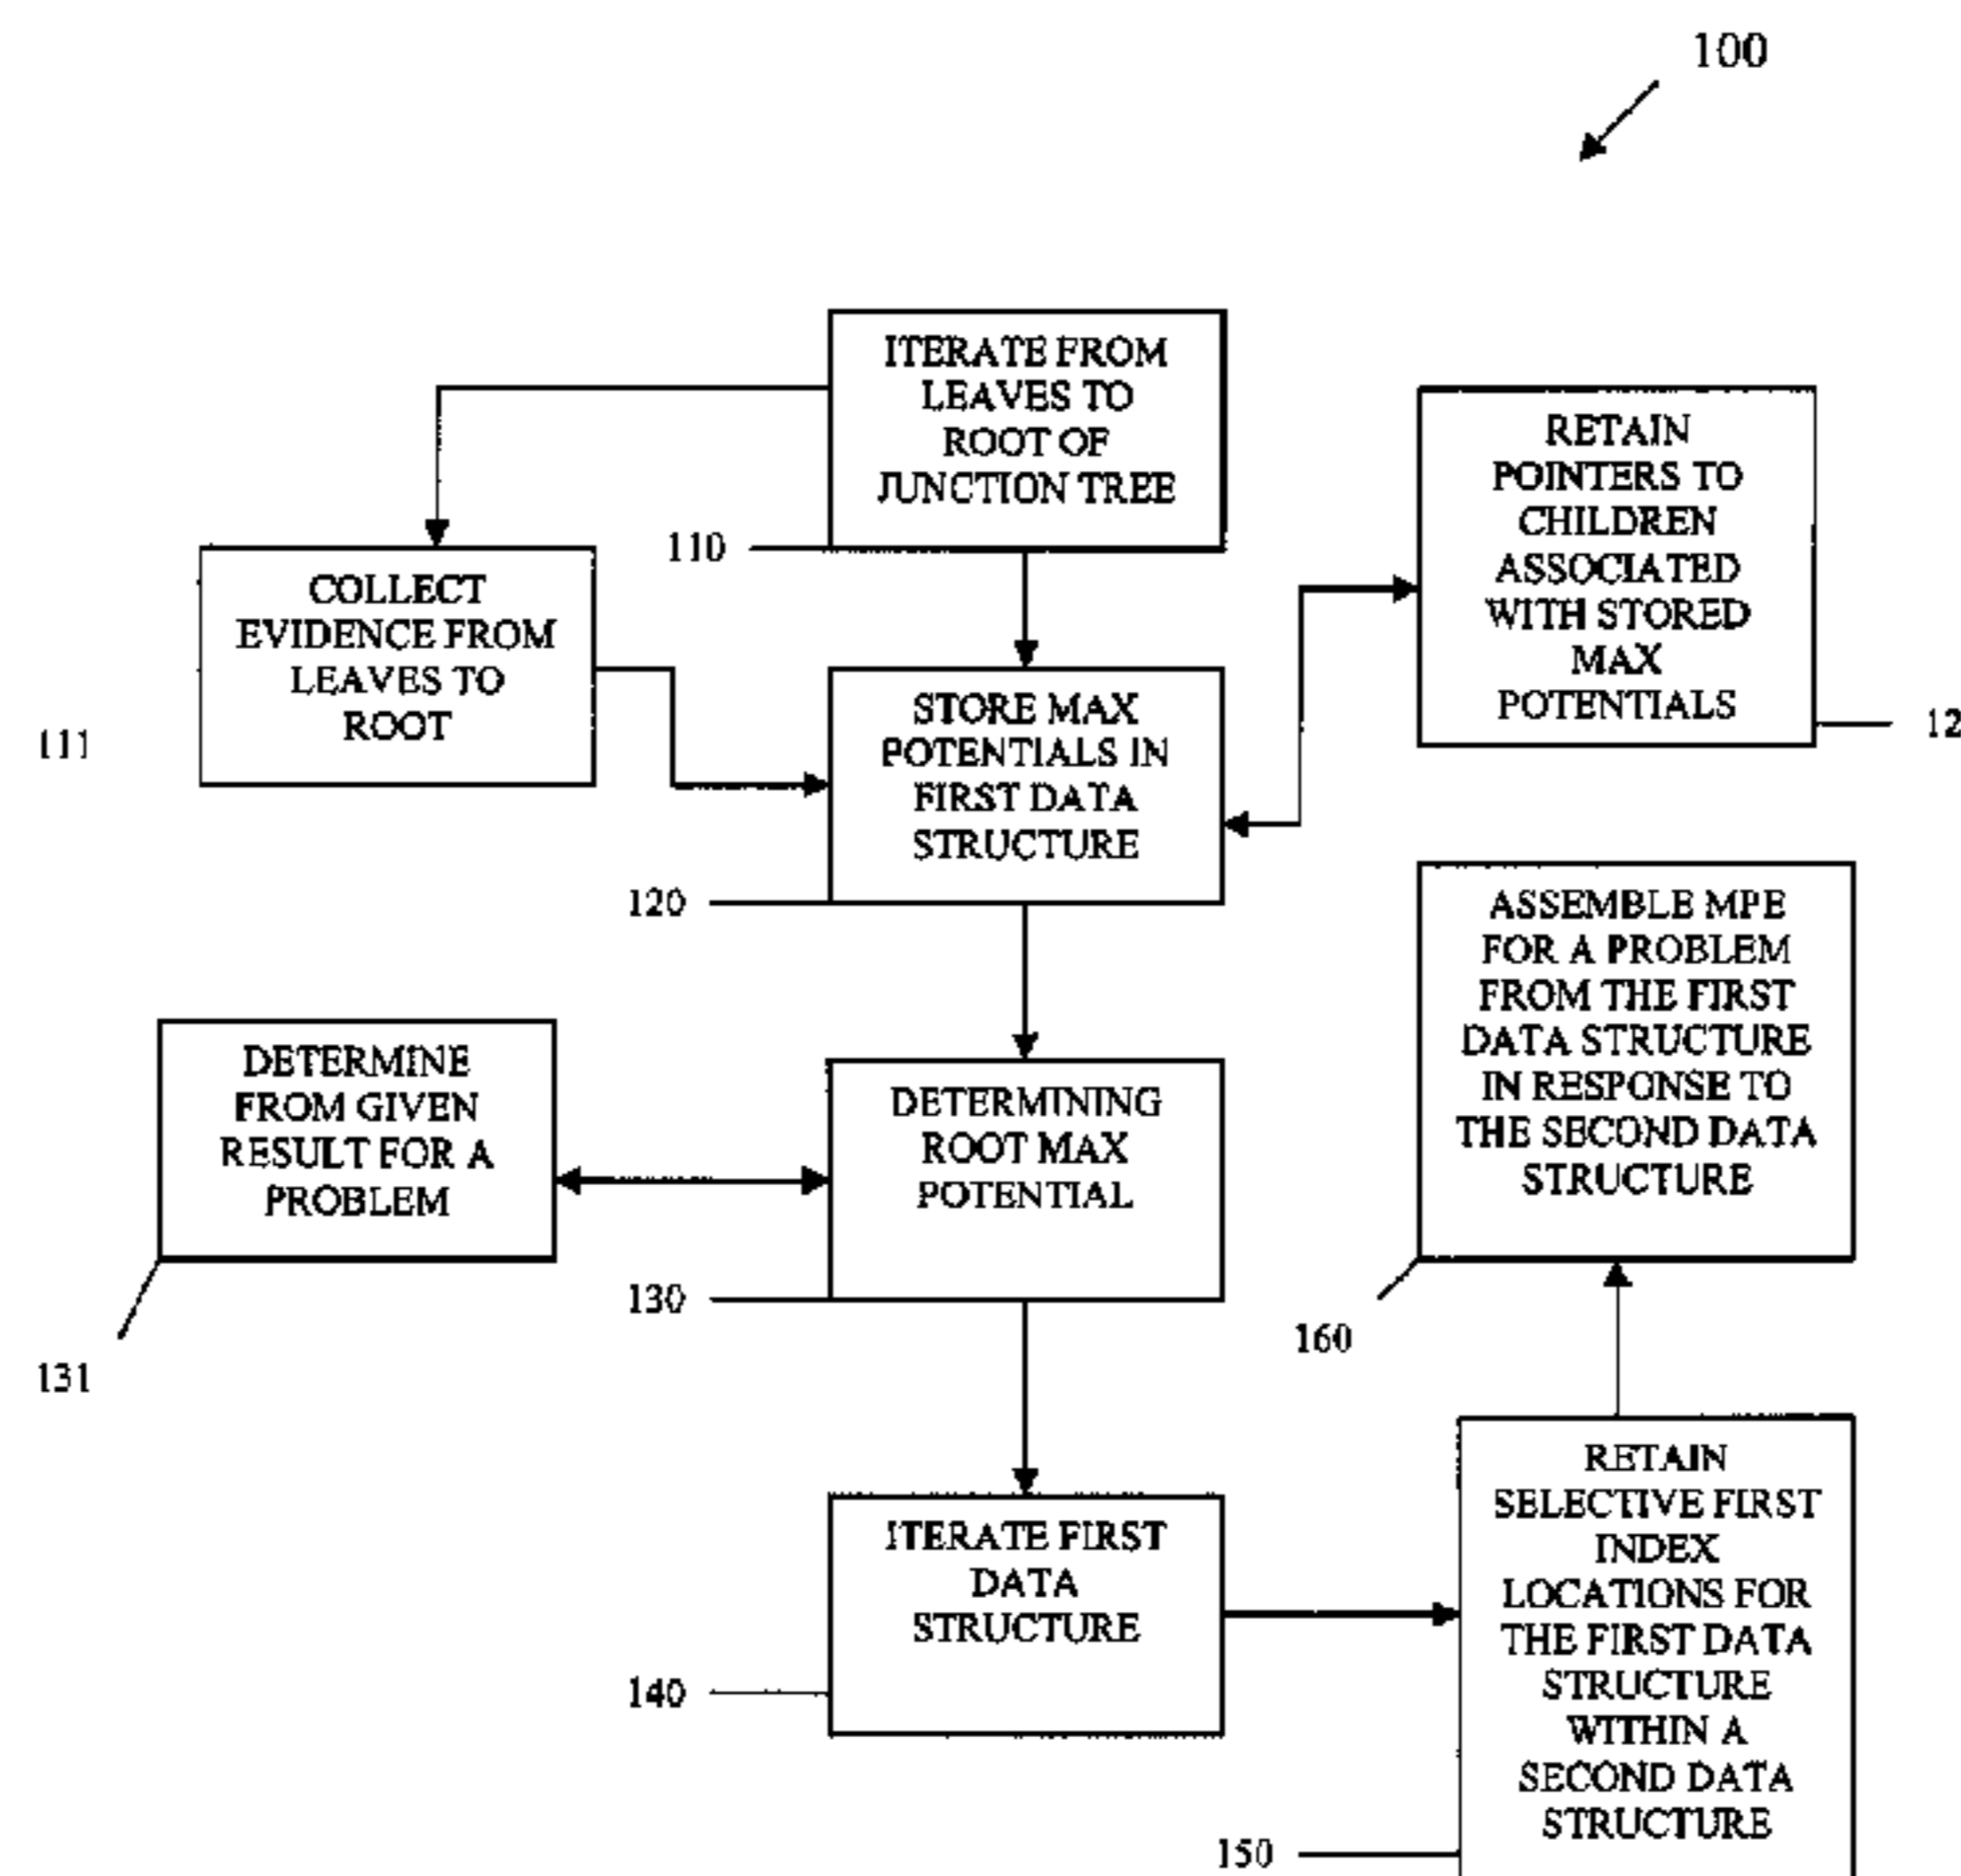 100
ITERATE FROM
LEAVES TO
ROOT OF
JUNCTION TREE
110
COLLECT
EVIDENCE FROM
LEAVES TO
ROOT
111
RETAIN
POINTERS TO
CHILDREN
ASSOCIATED
WITH STORED
MAX
POTENTIALS
12
STORE MAX
POTENTIALS IN
FIRST DATA
STRUCTURE
120
ASSEMBLE MPE
FOR A PROBLEM
FROM THE FIRST
DATA STRUCTURE
IN RESPONSE TO
THE SECOND DATA
STRUCTURE
160
DETERMINE
FROM GIVEN
RESULT FOR A
PROBLEM
131
DETERMINING
ROOT MAX
POTENTIAL
130
ITERATE FIRST
DATA
STRUCTURE
140
RETAIN
SELECTIVE FIRST
INDEX
LOCATIONS FOR
THE FIRST DATA
STRUCTURE
WITHIN A
SECOND DATA
STRUCTURE
150